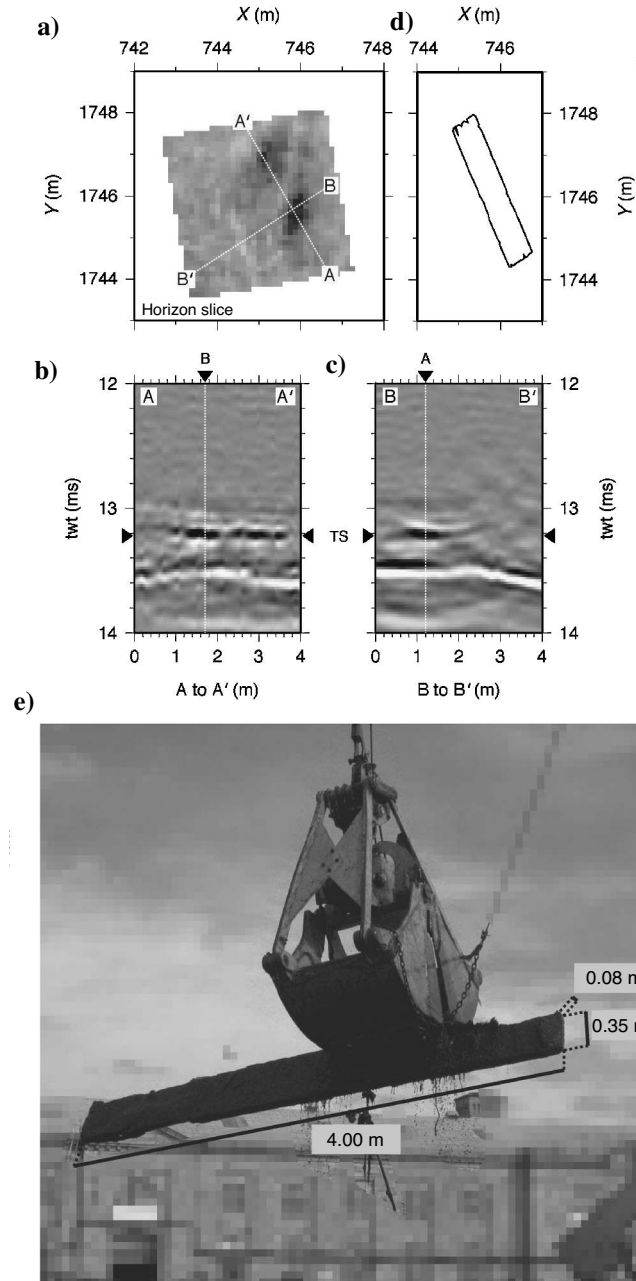 X (m)
a)
742 744 746 748
1748
1746
1744
Y (m)
A'
B
B'
A
Horizon slice
X (m)
d)
744 746
1748
1746
1744
Y (m)
b)
B
12
13
14
twt (ms)
A A'
0 1 2 3 4
A to A' (m)
TS
c)
A
B B'
12
13
14
twt (ms)
0 1 2 3 4
B to B' (m)
e)
0.08 m
0.35 m
4.00 m